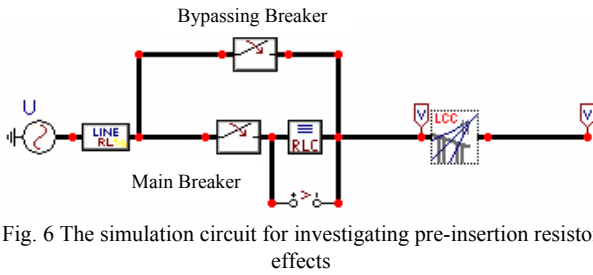 Bypassing Breaker
U
LINE
RL
V
LCC
V
RLC
Main Breaker
Fig. 6 The simulation circuit for investigating pre-insertion resisto
effects